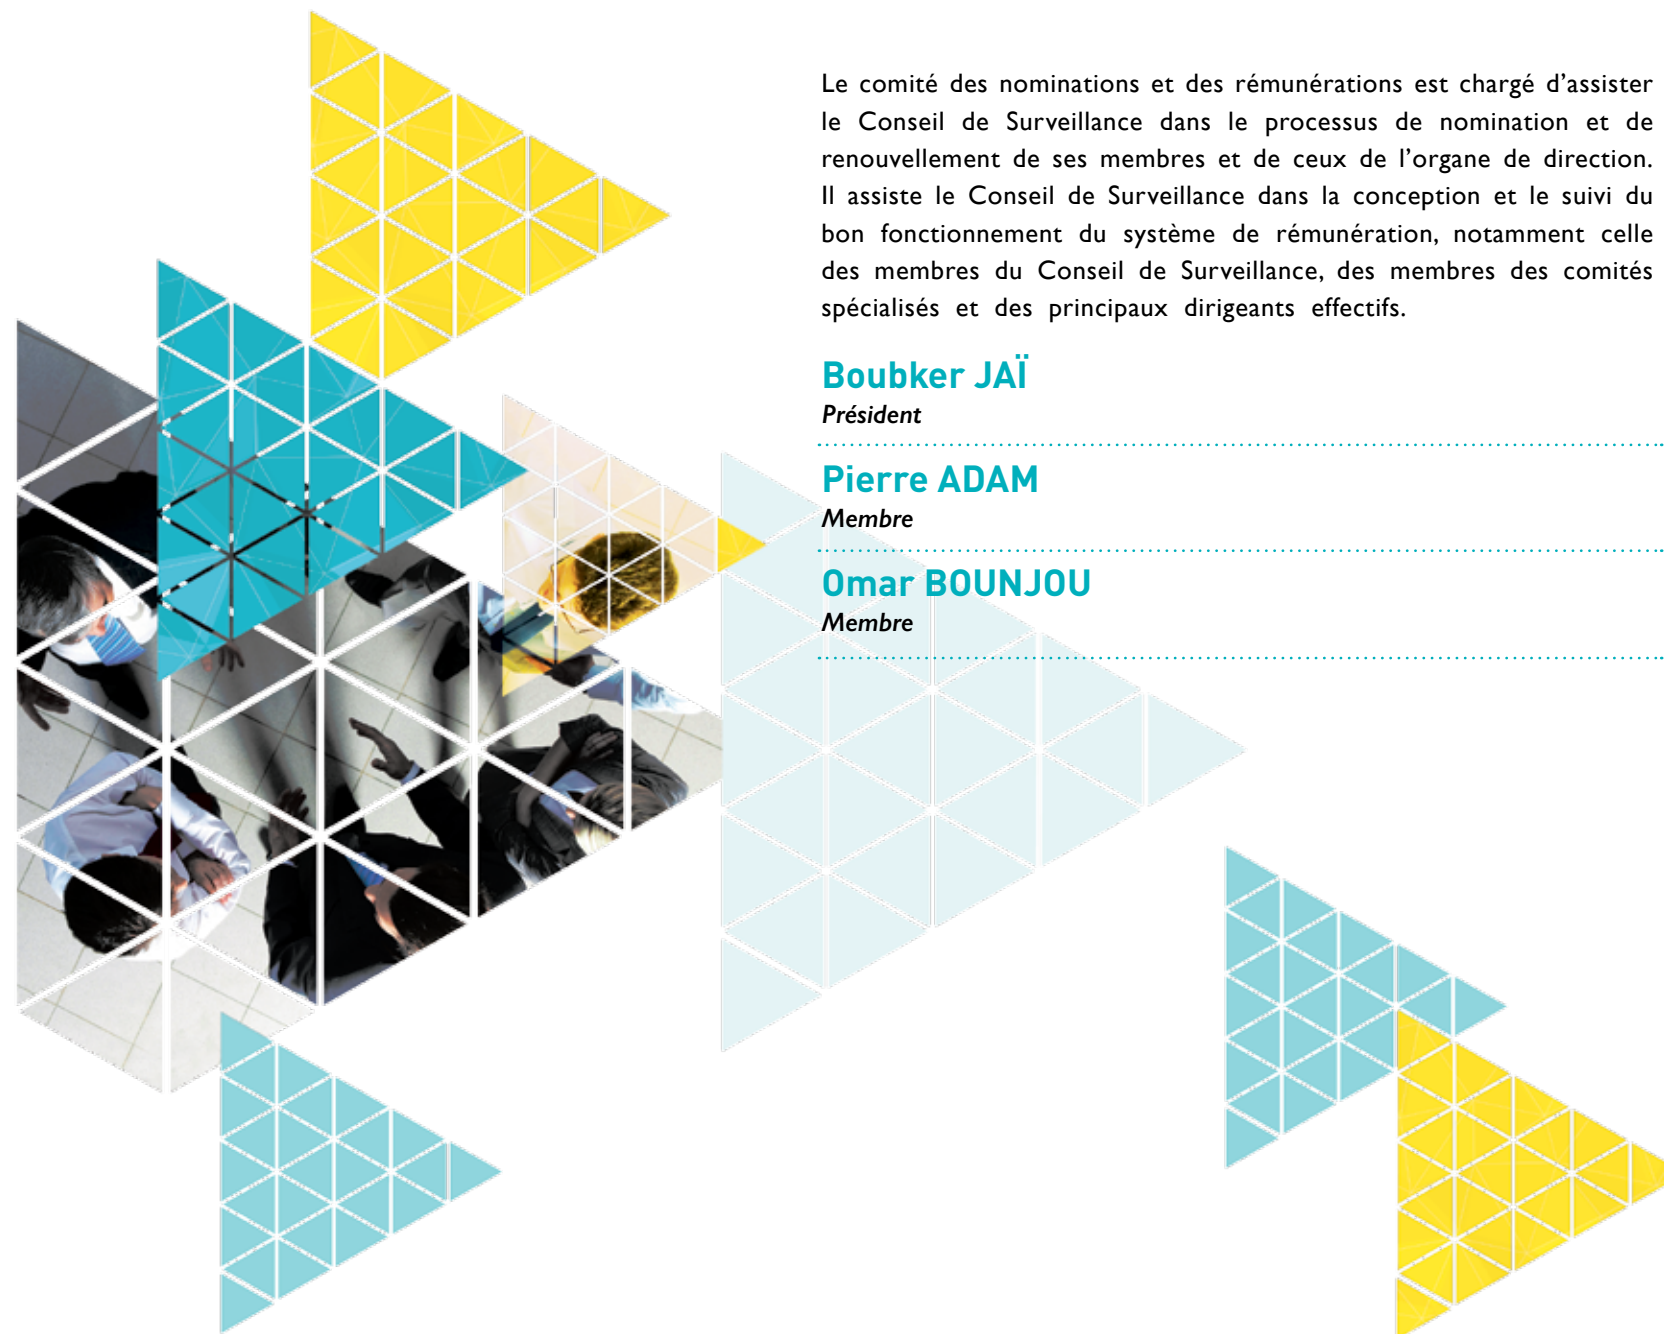 Le comité des nominations et des rémunérations est chargé d’assister
le Conseil de Surveillance dans le processus de nomination et de
renouvellement de ses membres et de ceux de l’organe de direction.
Il assiste le Conseil de Surveillance dans la conception et le suivi du
bon fonctionnement du système de rémunération, notamment celle
des membres du Conseil de Surveillance, des membres des comités
spécialisés et des principaux dirigeants effectifs.
Boubker JAÏ
Président
Pierre ADAM
Membre
Omar BOUNJOU
Membre